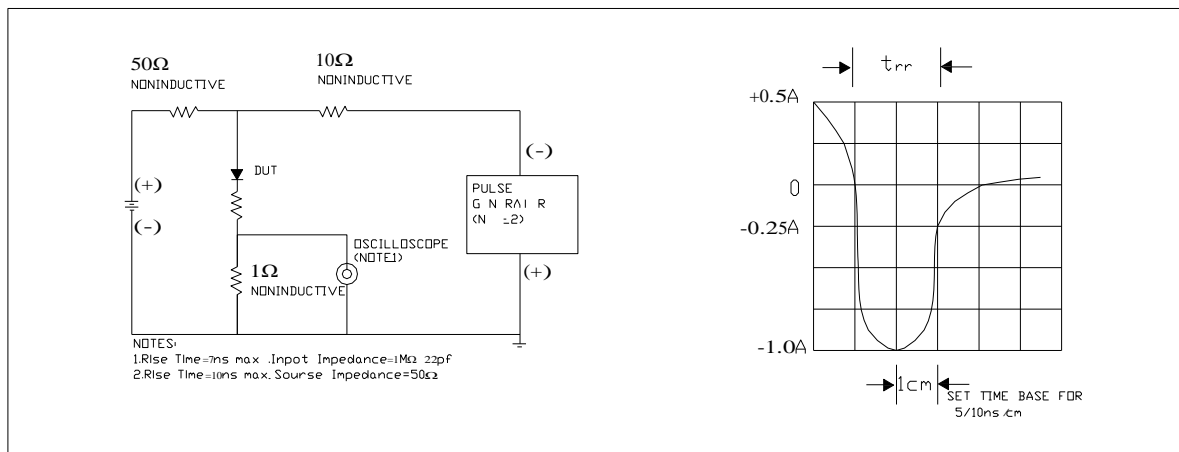 50Ω
NONINDUCTIVE
10Ω
NONINDUCTIVE
(+)
(-)
DUT
1Ω
NONINDUCTIVE
OSCILLOSCOPE
(NOTE1)
(-)
PULSE
(+)
NOTES:
1.Rise Time=7ns max .Inpot Impedance=1MΩ 22pf
2.Rise Time=10ns max. Sourse Impedance=50Ω
trr
+0.5A
0
-0.25A
-1.0A
1cm
SET TIME BASE FOR
5/10ns/cm